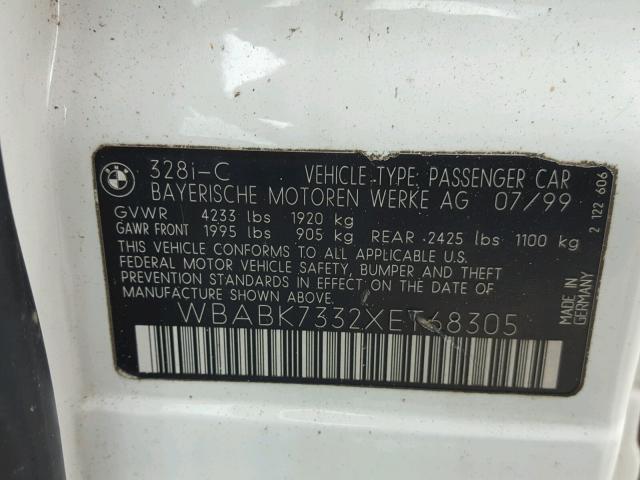 BMW
328i-C VEHICLE TYPE: PASSENGER CAR
BAYERISCHE MOTOREN WERKE AG 07/99
GVWR 4233 lbs 1920 kg
GAWR FRONT 1995 lbs 905 kg REAR 2425 lbs 1100 kg
THIS VEHICLE CONFORMS TO ALL APPLICABLE U.S.
FEDERAL MOTOR VEHICLE SAFETY, BUMPER AND THEFT
PREVENTION STANDARDS IN EFFECT ON THE DATE OF
MANUFACTURE SHOWN ABOVE.
WBABK7332XET68305
2 122 606
MADE IN
GERMANY